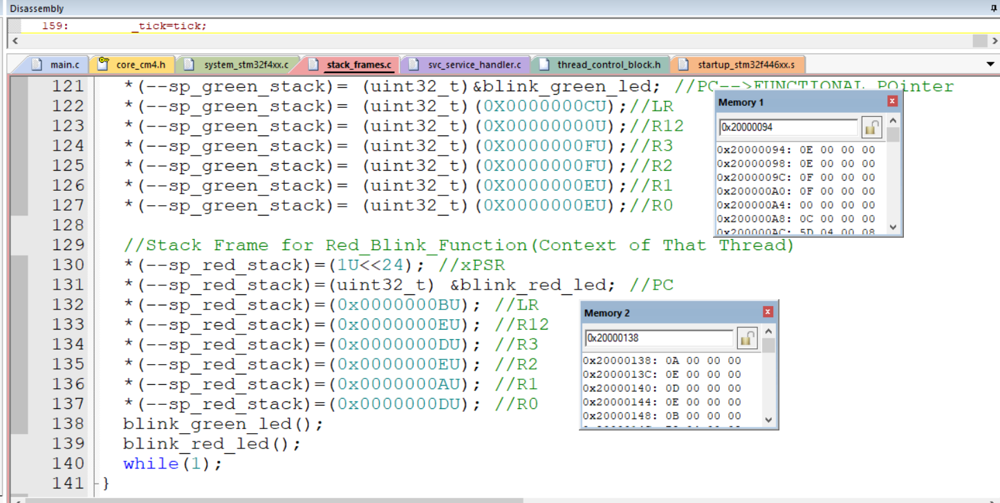 Disassembly
159: _tick=tick;
main.c core_cm4.h system_stm32f4xx.c stack_frames.c svc_service_handler.c thread_control_block.h startup_stm32f446xx.s
121 *(--sp_green_stack)= (uint32_t)&blink_green_led; //PC-->FUNCTIONAL POinter
122 *(--sp_green_stack)= (uint32_t)(0X0000000CU);//LR
123 *(--sp_green_stack)= (uint32_t)(0X00000000U);//R12
124 *(--sp_green_stack)= (uint32_t)(0X0000000FU);//R3
125 *(--sp_green_stack)= (uint32_t)(0X0000000FU);//R2
126 *(--sp_green_stack)= (uint32_t)(0X0000000EU);//R1
127 *(--sp_green_stack)= (uint32_t)(0X0000000EU);//R0
128
129 //Stack Frame for Red_Blink_Function(Context of That Thread)
130 *(--sp_red_stack)=(1U<<24); //xPSR
131 *(--sp_red_stack)=(uint32_t) &blink_red_led; //PC
132 *(--sp_red_stack)=(0x0000000BU); //LR
133 *(--sp_red_stack)=(0x0000000EU); //R12
134 *(--sp_red_stack)=(0x0000000DU); //R3
135 *(--sp_red_stack)=(0x0000000EU); //R2
136 *(--sp_red_stack)=(0x0000000AU); //R1
137 *(--sp_red_stack)=(0x0000000DU); //R0
138 blink_green_led();
139 blink_red_led();
140 while(1);
141 }
Memory 1
0x20000094
0x20000094: 0E 00 00 00
0x20000098: 0E 00 00 00
0x2000009C: 0F 00 00 00
0x200000A0: 0F 00 00 00
0x200000A4: 00 00 00 00
0x200000A8: 0C 00 00 00
0x200000AC: 5D 04 00 08
Memory 2
0x20000138
0x20000138: 0A 00 00 00
0x2000013C: 0E 00 00 00
0x20000140: 0D 00 00 00
0x20000144: 0E 00 00 00
0x20000148: 0B 00 00 00